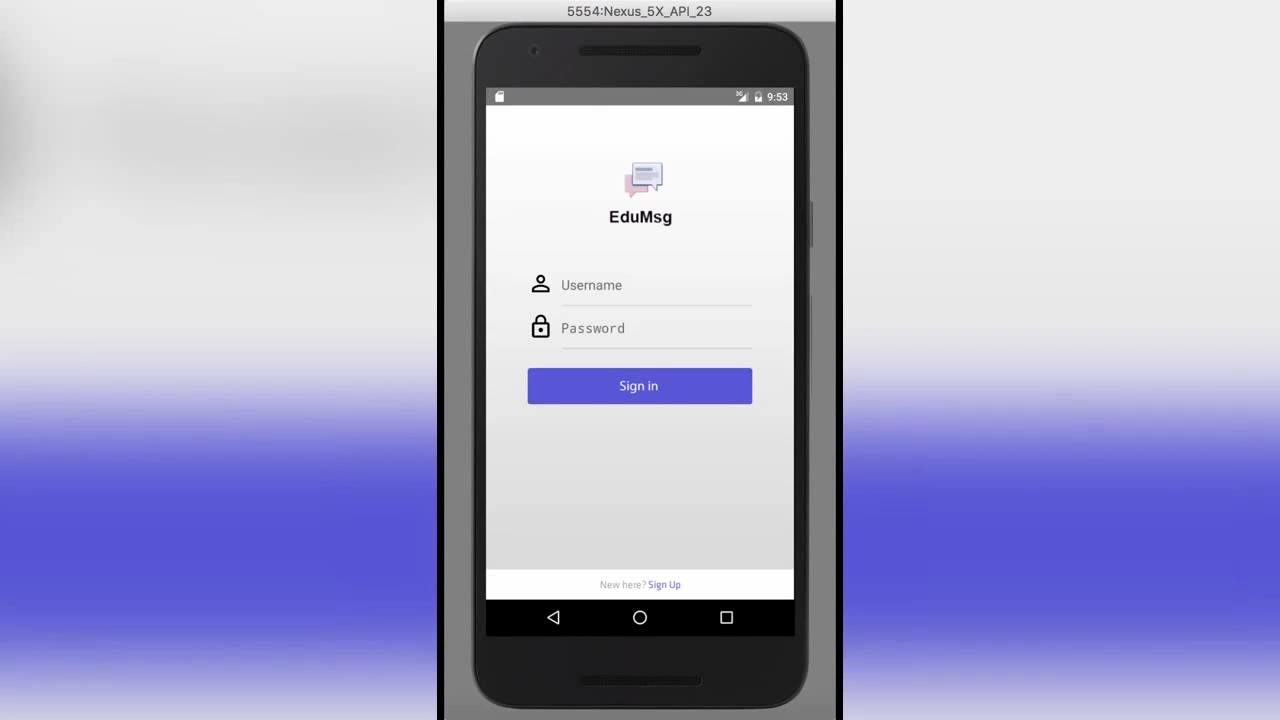 5554:Nexus_5X_API_23
9:53
EduMsg
Username
Password
Sign in
New here? Sign Up